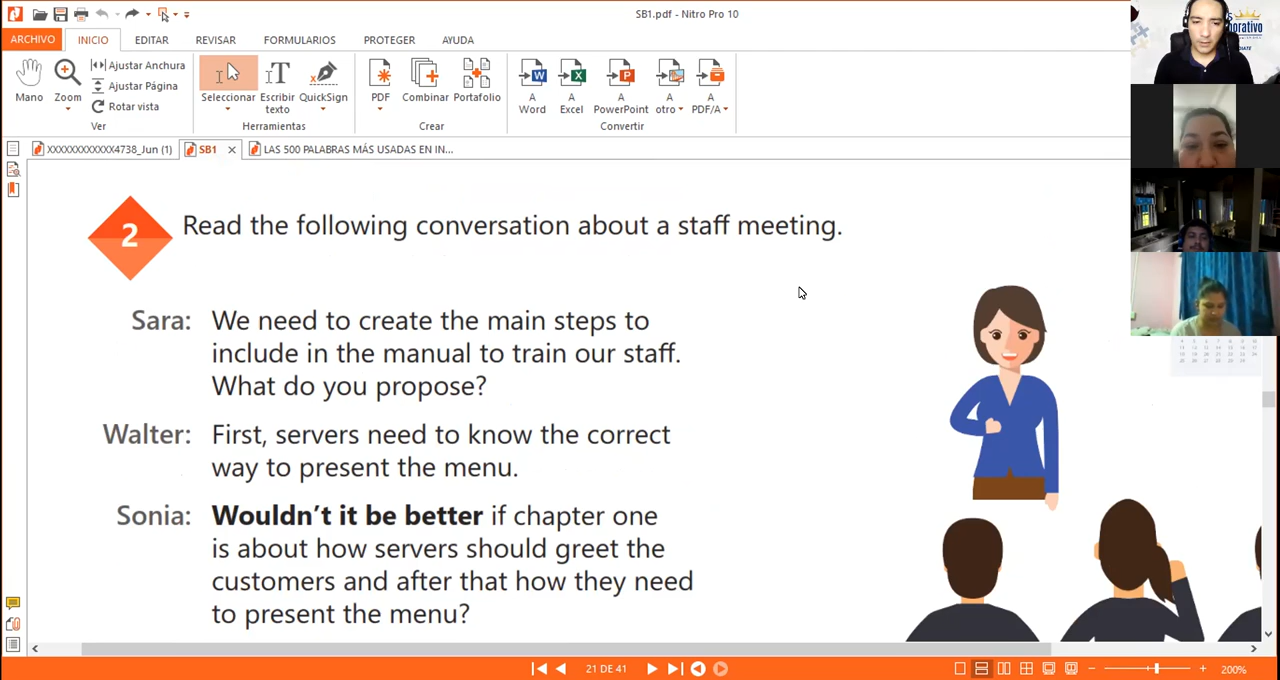 SB1.pdf - Nitro Pro 10
ARCHIVO INICIO EDITAR REVISAR FORMULARIOS PROTEGER AYUDA
Mano
Zoom
Ajustar Anchura
Ajustar Página
Rotar vista
Ver
Seleccionar
Escribir texto
QuickSign
Herramientas
PDF
Combinar
Portafolio
Crear
A Word
A Excel
A PowerPoint
A otro
A PDF/A
Convertir
XXXXXXXXXXXX4738_Jun (1)
SB1
LAS 500 PALABRAS MÁS USADAS EN IN...
2
Read the following conversation about a staff meeting.
Sara: We need to create the main steps to
include in the manual to train our staff.
What do you propose?
Walter: First, servers need to know the correct
way to present the menu.
Sonia: Wouldn't it be better if chapter one
is about how servers should greet the
customers and after that how they need
to present the menu?
21 DE 41
200%